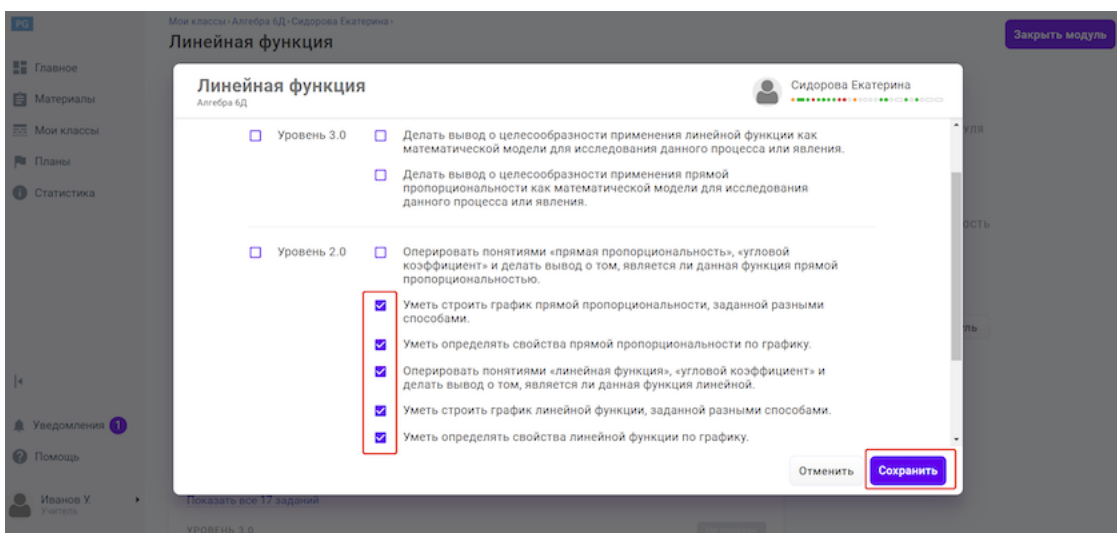 PG
Мои классы›Алгебра 6Д›Сидорова Екатерина›
Линейная функция
Закрыть модуль
Главное
Материалы
Мои классы
Планы
Статистика
Уведомления 1
Помощь
Иванов У.
Учитель
Линейная функция
Алгебра 6Д
Сидорова Екатерина
Уровень 3.0
Делать вывод о целесообразности применения линейной функции как
математической модели для исследования данного процесса или явления.
Делать вывод о целесообразности применения прямой
пропорциональности как математической модели для исследования
данного процесса или явления.
Уровень 2.0
Оперировать понятиями «прямая пропорциональность», «угловой
коэффициент» и делать вывод о том, является ли данная функция прямой
пропорциональностью.
Уметь строить график прямой пропорциональности, заданной разными
способами.
Уметь определять свойства прямой пропорциональности по графику.
Оперировать понятиями «линейная функция», «угловой коэффициент» и
делать вывод о том, является ли данная функция линейной.
Уметь строить график линейной функции, заданной разными способами.
Уметь определять свойства линейной функции по графику.
Отменить
Сохранить
Показать все 17 заданий
УРОВЕНЬ 3.0